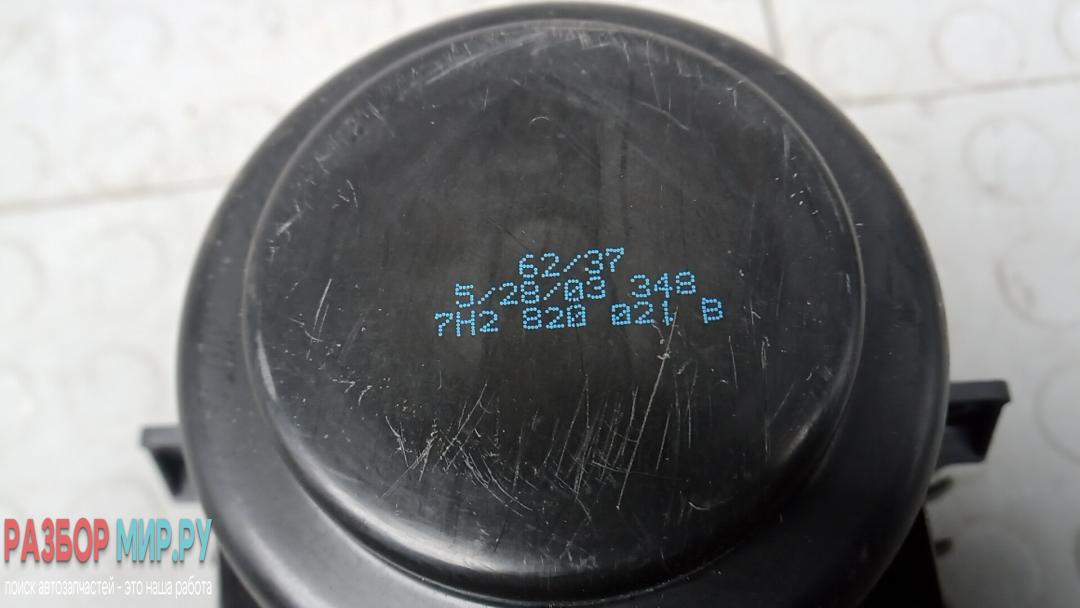 62/37
5/28/03 348
7H2 820 021 B
РАЗБОР МИР.РУ
поиск автозапчастей - это наша работа